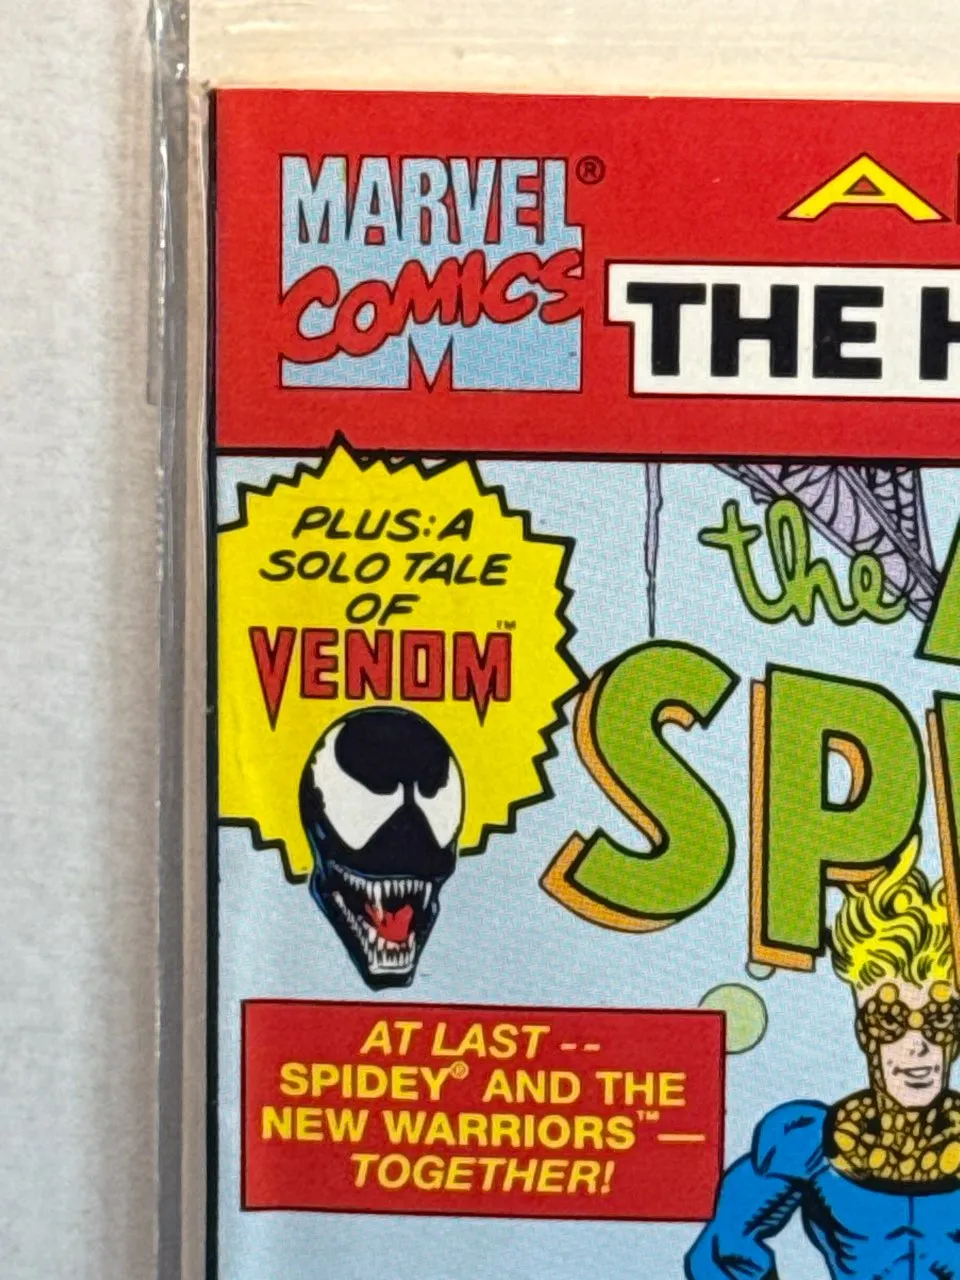 MARVEL®
COMICS
A
THE H
PLUS: A
SOLO TALE
OF
VENOM™
the
SP
AT LAST --
SPIDEY® AND THE
NEW WARRIORS™—
TOGETHER!